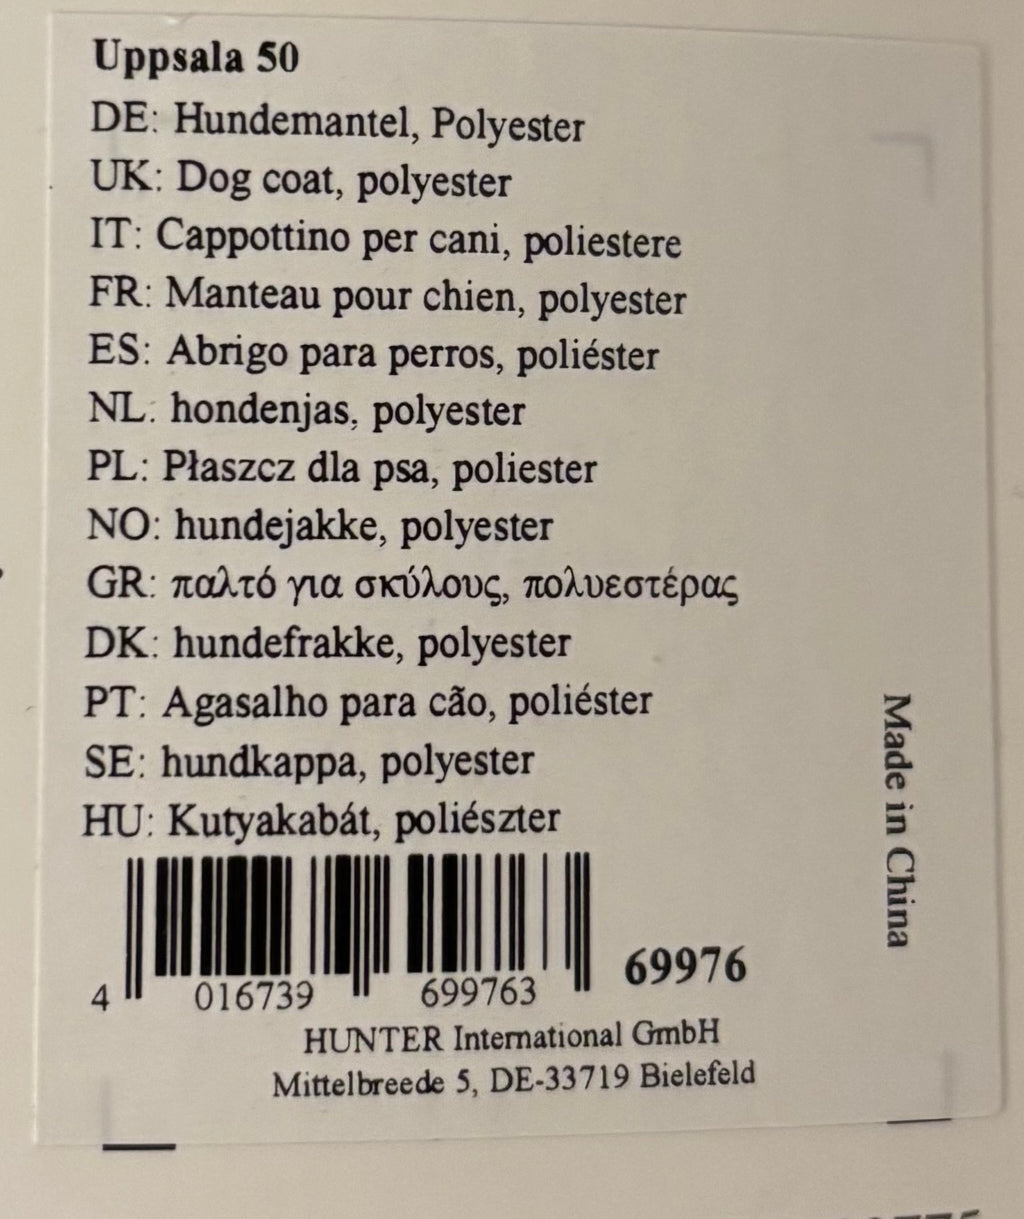 Uppsala 50
DE: Hundemantel, Polyester
UK: Dog coat, polyester
IT: Cappottino per cani, poliestere
FR: Manteau pour chien, polyester
ES: Abrigo para perros, poliéster
NL: hondenjas, polyester
PL: Płaszcz dla psa, poliester
NO: hundejakke, polyester
GR: παλτό για σκύλους, πολυεστέρας
DK: hundefrakke, polyester
PT: Agasalho para cão, poliéster
SE: hundkappa, polyester
HU: Kutyakabát, poliészter
Made in China
4 016739 699763
69976
HUNTER International GmbH
Mittelbreede 5, DE-33719 Bielefeld